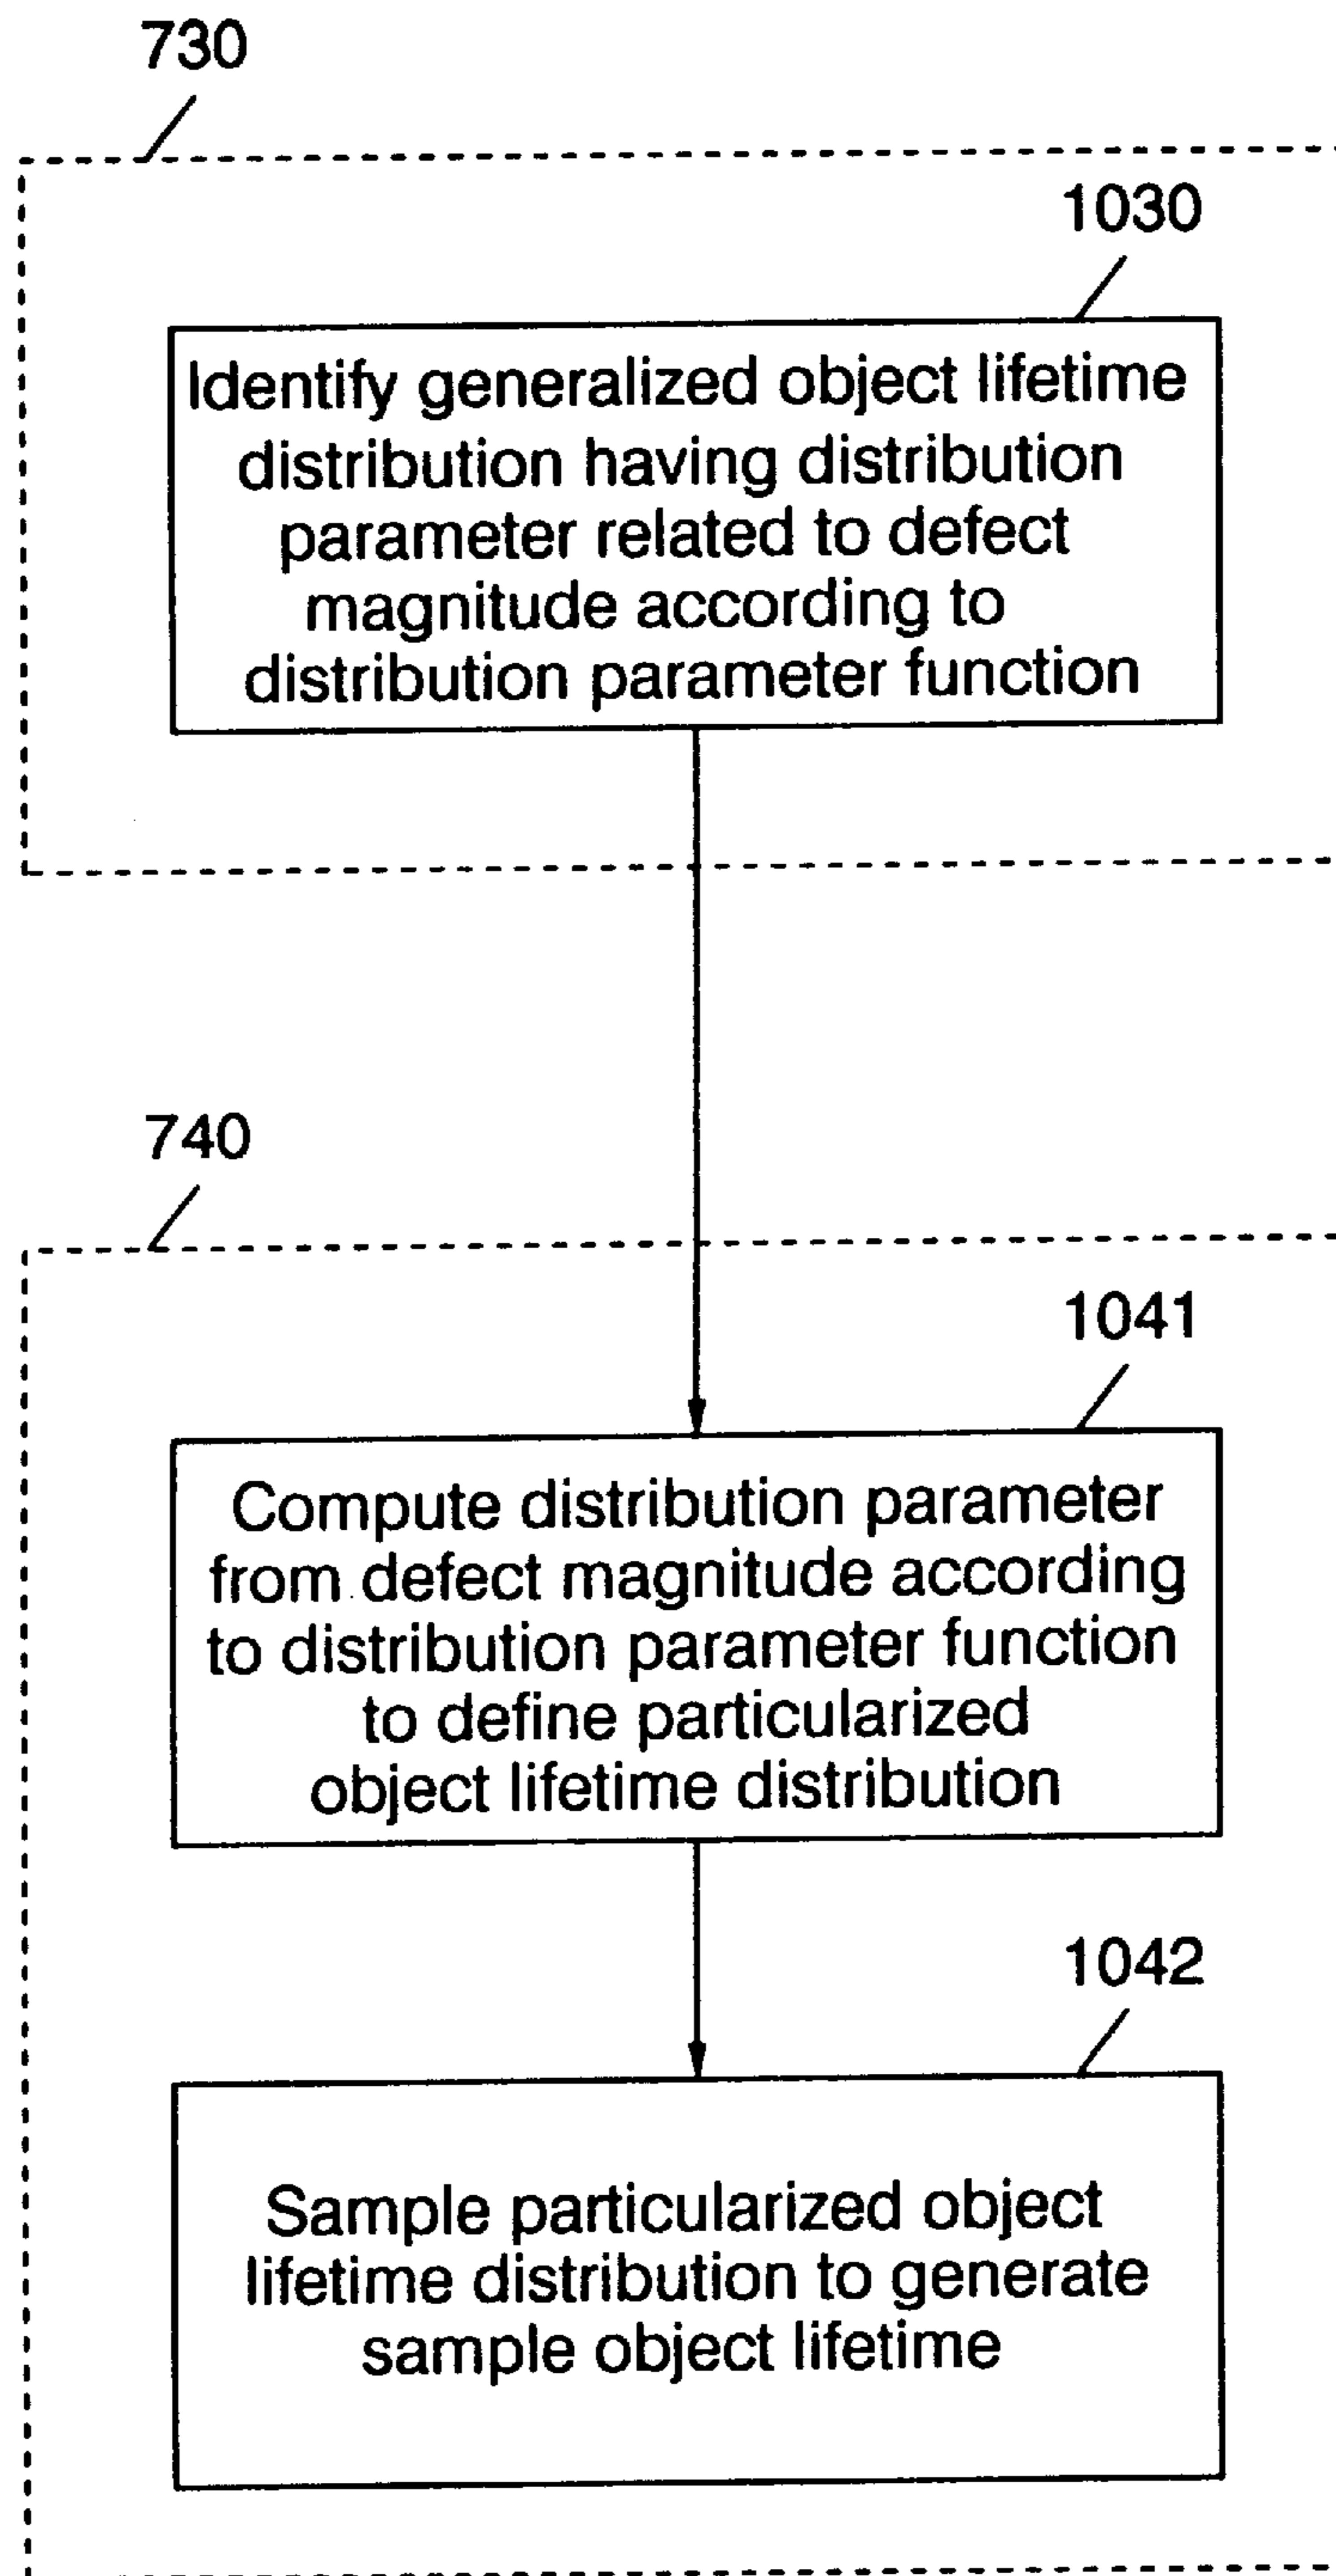 730
1030
Identify generalized object lifetime
distribution having distribution
parameter related to defect
magnitude according to
distribution parameter function
740
1041
Compute distribution parameter
from defect magnitude according
to distribution parameter function
to define particularized
object lifetime distribution
1042
Sample particularized object
lifetime distribution to generate
sample object lifetime